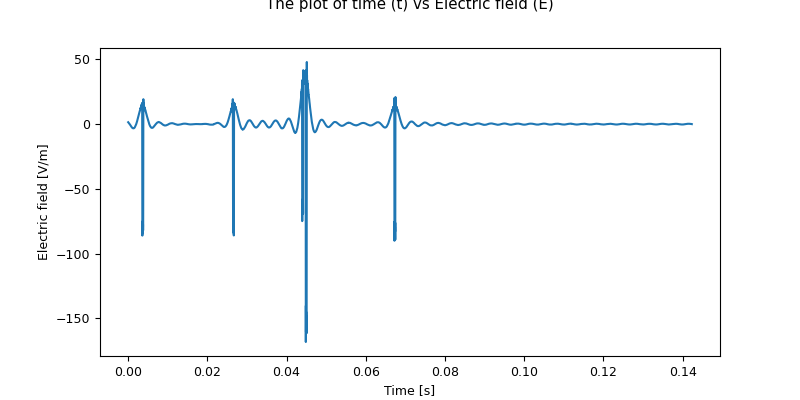 The plot of time (t) vs Electric field (E)
50
0
−50
−100
−150
Electric field [V/m]
0.00 0.02 0.04 0.06 0.08 0.10 0.12 0.14
Time [s]